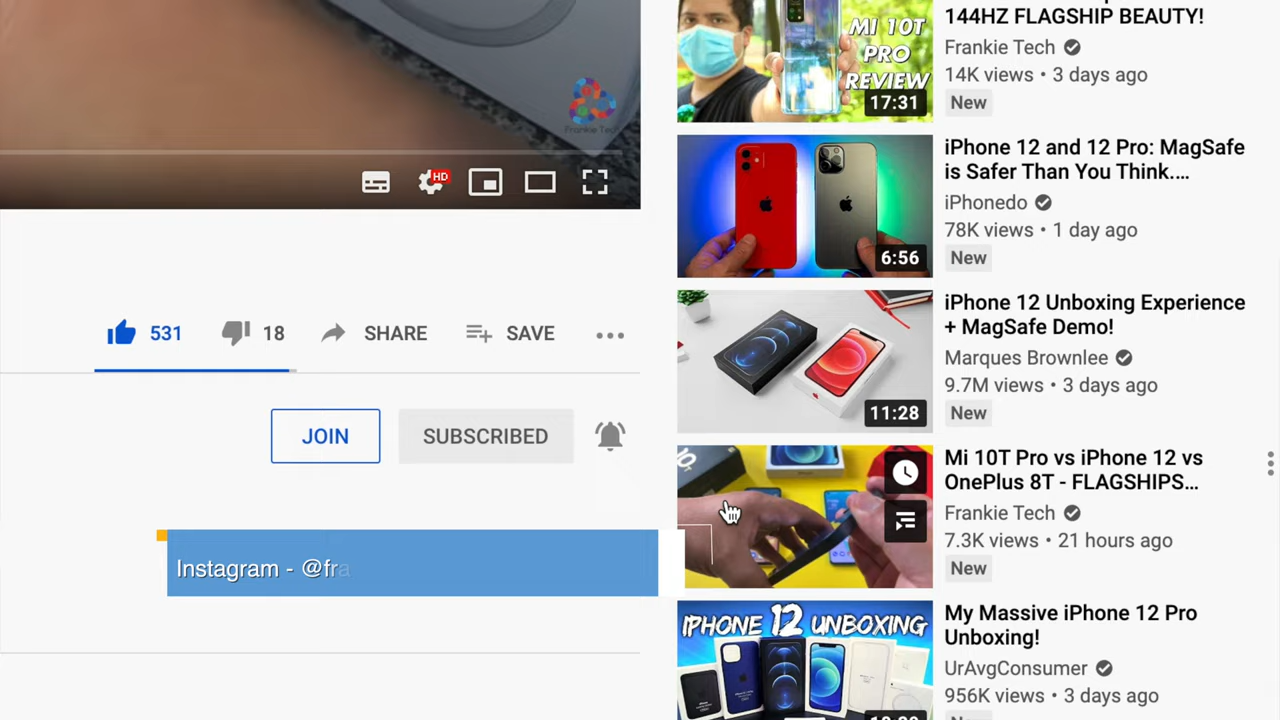 Frankie Tech
HD
531
18
SHARE
SAVE
JOIN
SUBSCRIBED
Instagram - @fra
MI 10T
PRO
REVIEW
17:31
144HZ FLAGSHIP BEAUTY!
Frankie Tech
14K views • 3 days ago
New
6:56
iPhone 12 and 12 Pro: MagSafe
is Safer Than You Think....
iPhonedo
78K views • 1 day ago
New
11:28
iPhone 12 Unboxing Experience
+ MagSafe Demo!
Marques Brownlee
9.7M views • 3 days ago
New
Mi 10T Pro vs iPhone 12 vs
OnePlus 8T - FLAGSHIPS...
Frankie Tech
7.3K views • 21 hours ago
New
IPHONE 12 UNBOXING
My Massive iPhone 12 Pro
Unboxing!
UrAvgConsumer
956K views • 3 days ago